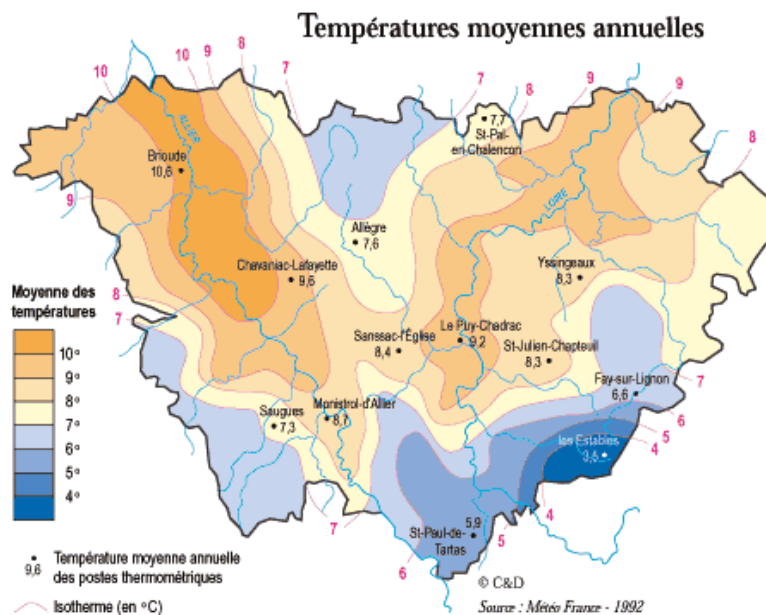 Températures moyennes annuelles
10
10
9
8
7
7
8
9
8
ALLIER
7,7
St-Pal-
en-Chalencon
Brioude
10,6
9
LOIRE
Allègre
7,6
Yssingeaux
8,3
Chavaniac-Lafayette
9,6
8
7
Moyenne des
températures
10°
9°
8°
7°
6°
5°
4°
Sanssac-l'Église
8,4
Le Puy-Chadrac
9,2
St-Julien-Chapteuil
8,3
Fay-sur-Lignon
6,6
7
6
5
4
Saugues
7,3
Monistrol-d'Allier
8,7
les Estables
7
4
5
6
5,9
St-Paul-de-
Tartas
9,6
Température moyenne annuelle
des postes thermométriques
Isotherme (en °C)
© C&D
Source : Météo France - 1992